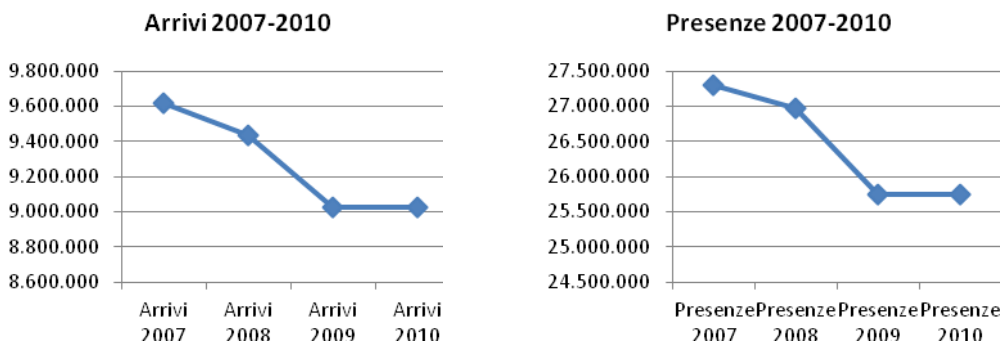 Arrivi 2007-2010
9.800.000
9.600.000
9.400.000
9.200.000
9.000.000
8.800.000
8.600.000
Arrivi 2007
Arrivi 2008
Arrivi 2009
Arrivi 2010
Presenze 2007-2010
27.500.000
27.000.000
26.500.000
26.000.000
25.500.000
25.000.000
24.500.000
Presenze 2007
Presenze 2008
Presenze 2009
Presenze 2010